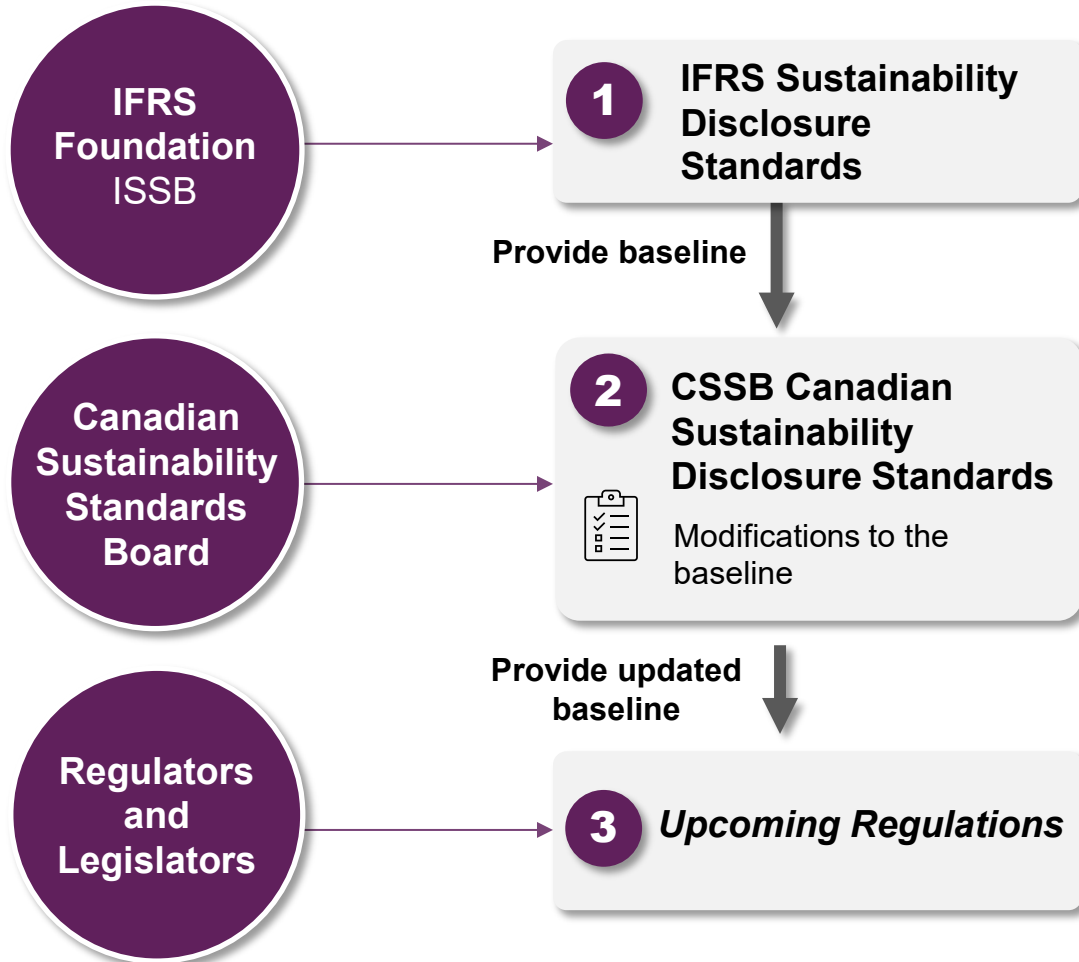 IFRS
Foundation
ISSB
1
IFRS Sustainability
Disclosure
Standards
Provide baseline
Canadian
Sustainability
Standards
Board
2
CSSB Canadian
Sustainability
Disclosure Standards
Modifications to the
baseline
Provide updated
baseline
Regulators
and
Legislators
3
Upcoming Regulations